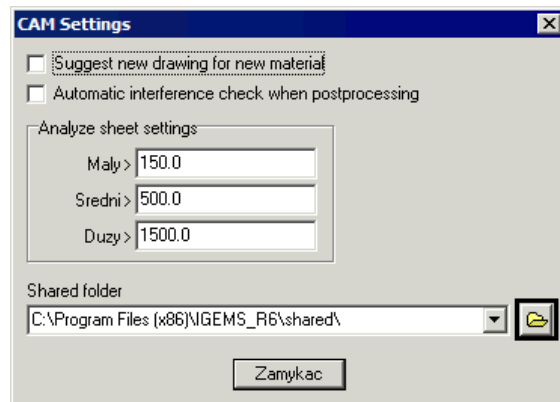 CAM Settings
Suggest new drawing for new material
Automatic interference check when postprocessing
Analyze sheet settings
Maly> 150.0
Sredni> 500.0
Duzy> 1500.0
Shared folder
C:\Program Files (x86)\IGEMS_R6\shared\
Zamykac